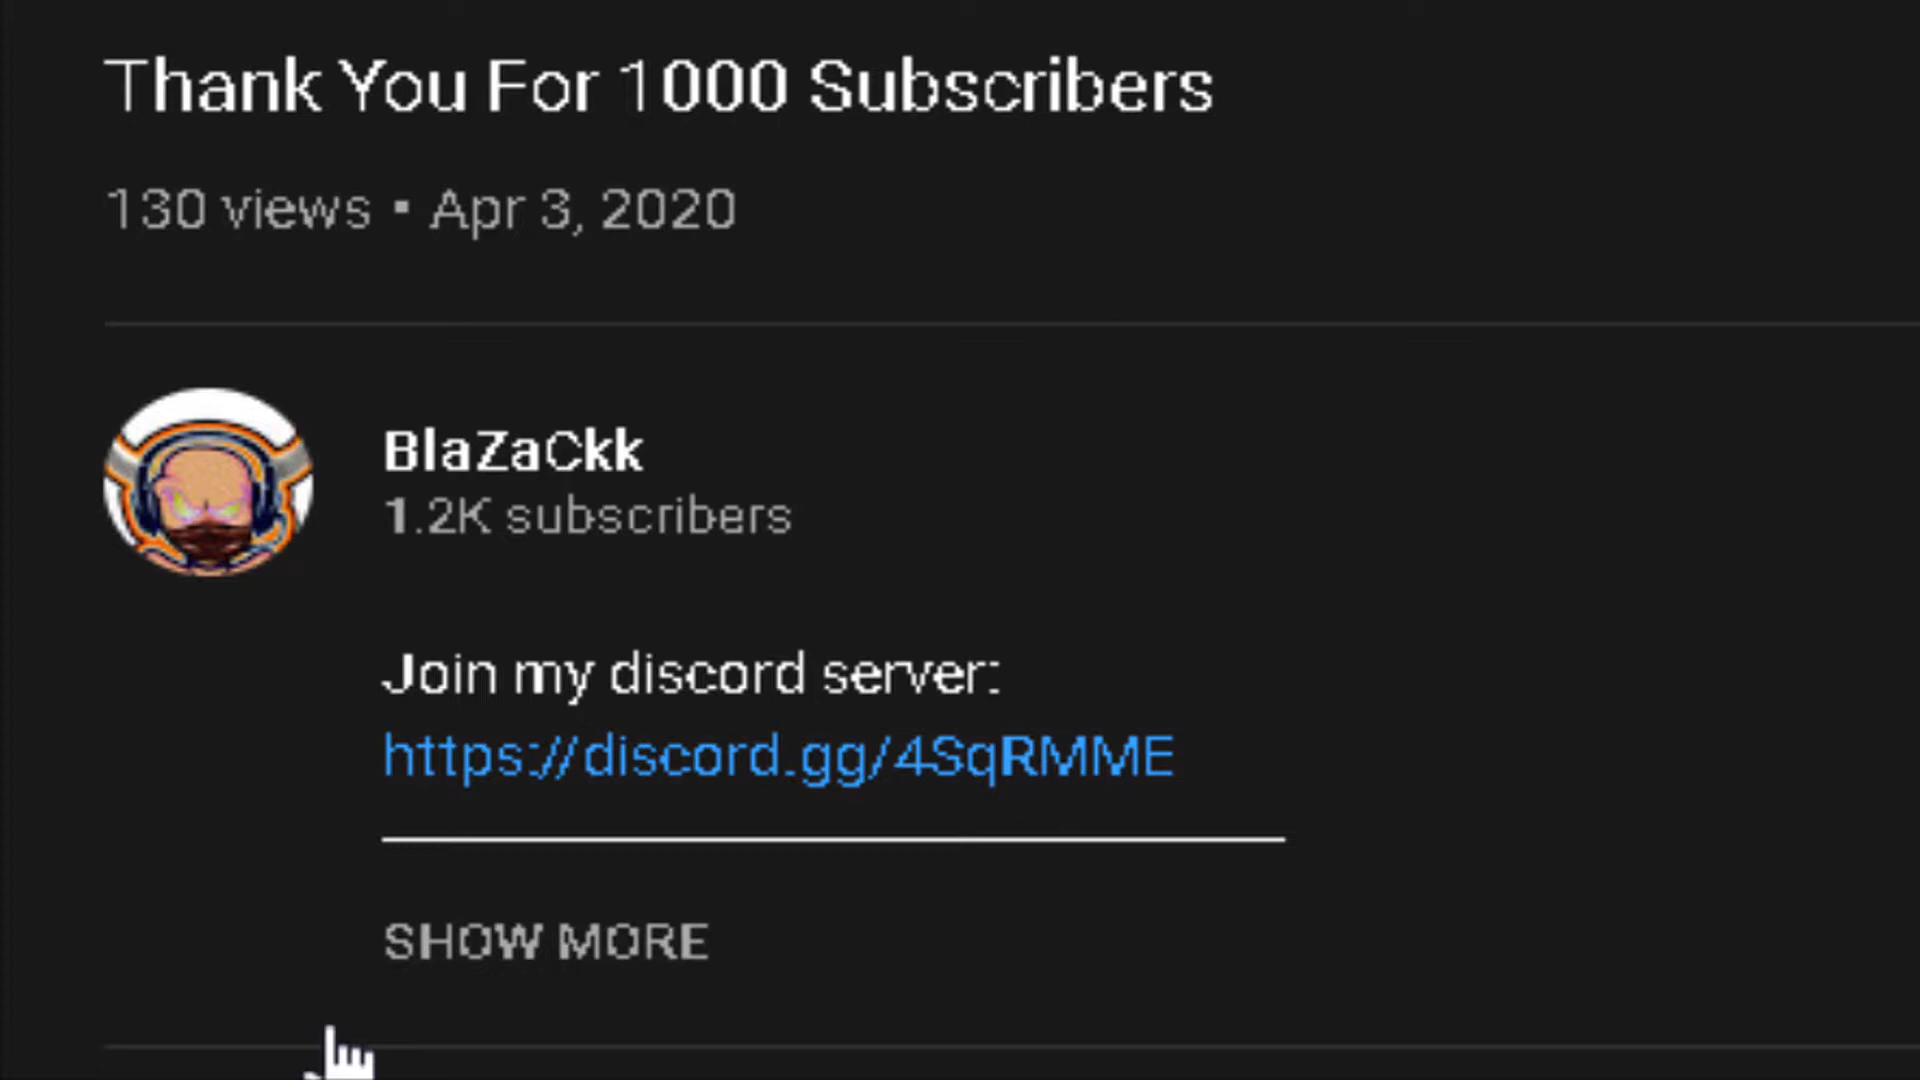 Thank You For 1000 Subscribers
130 views • Apr 3, 2020
BlaZaCkk
1.2K subscribers
Join my discord server:
https://discord.gg/4SqRMME
SHOW MORE